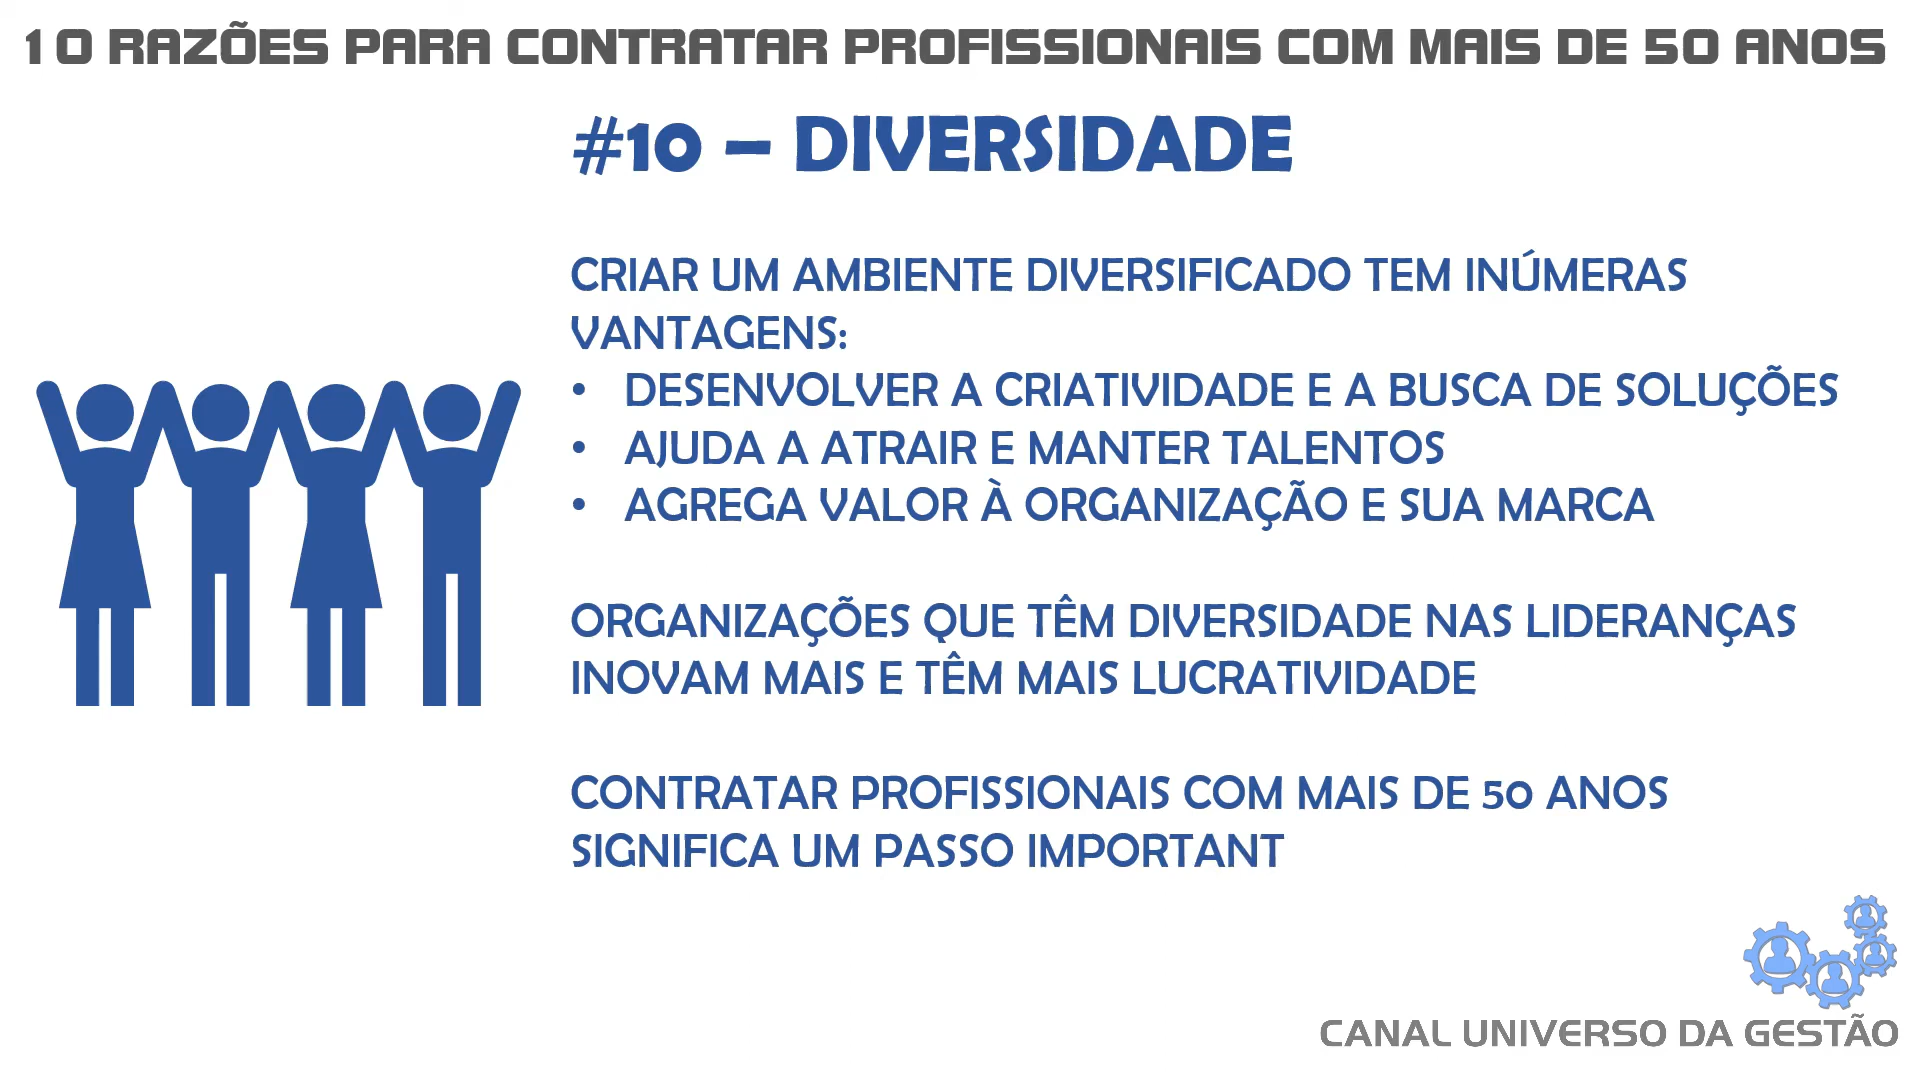 10 RAZÕES PARA CONTRATAR PROFISSIONAIS COM MAIS DE 50 ANOS
#10 – DIVERSIDADE
CRIAR UM AMBIENTE DIVERSIFICADO TEM INÚMERAS
VANTAGENS:
• DESENVOLVER A CRIATIVIDADE E A BUSCA DE SOLUÇÕES
• AJUDA A ATRAIR E MANTER TALENTOS
• AGREGA VALOR À ORGANIZAÇÃO E SUA MARCA
ORGANIZAÇÕES QUE TÊM DIVERSIDADE NAS LIDERANÇAS
INOVAM MAIS E TÊM MAIS LUCRATIVIDADE
CONTRATAR PROFISSIONAIS COM MAIS DE 50 ANOS
SIGNIFICA UM PASSO IMPORTANT
CANAL UNIVERSO DA GESTÃO